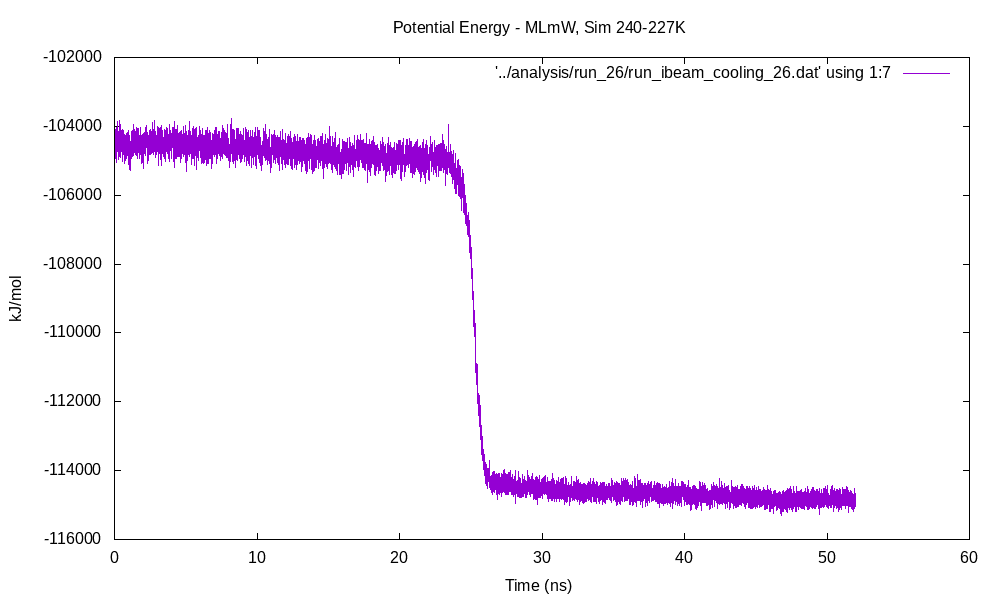 Potential Energy - MLmW, Sim 240-227K
'../analysis/run_26/run_ibeam_cooling_26.dat' using 1:7
-102000
-104000
-106000
-108000
-110000
-112000
-114000
-116000
kJ/mol
0 10 20 30 40 50 60
Time (ns)